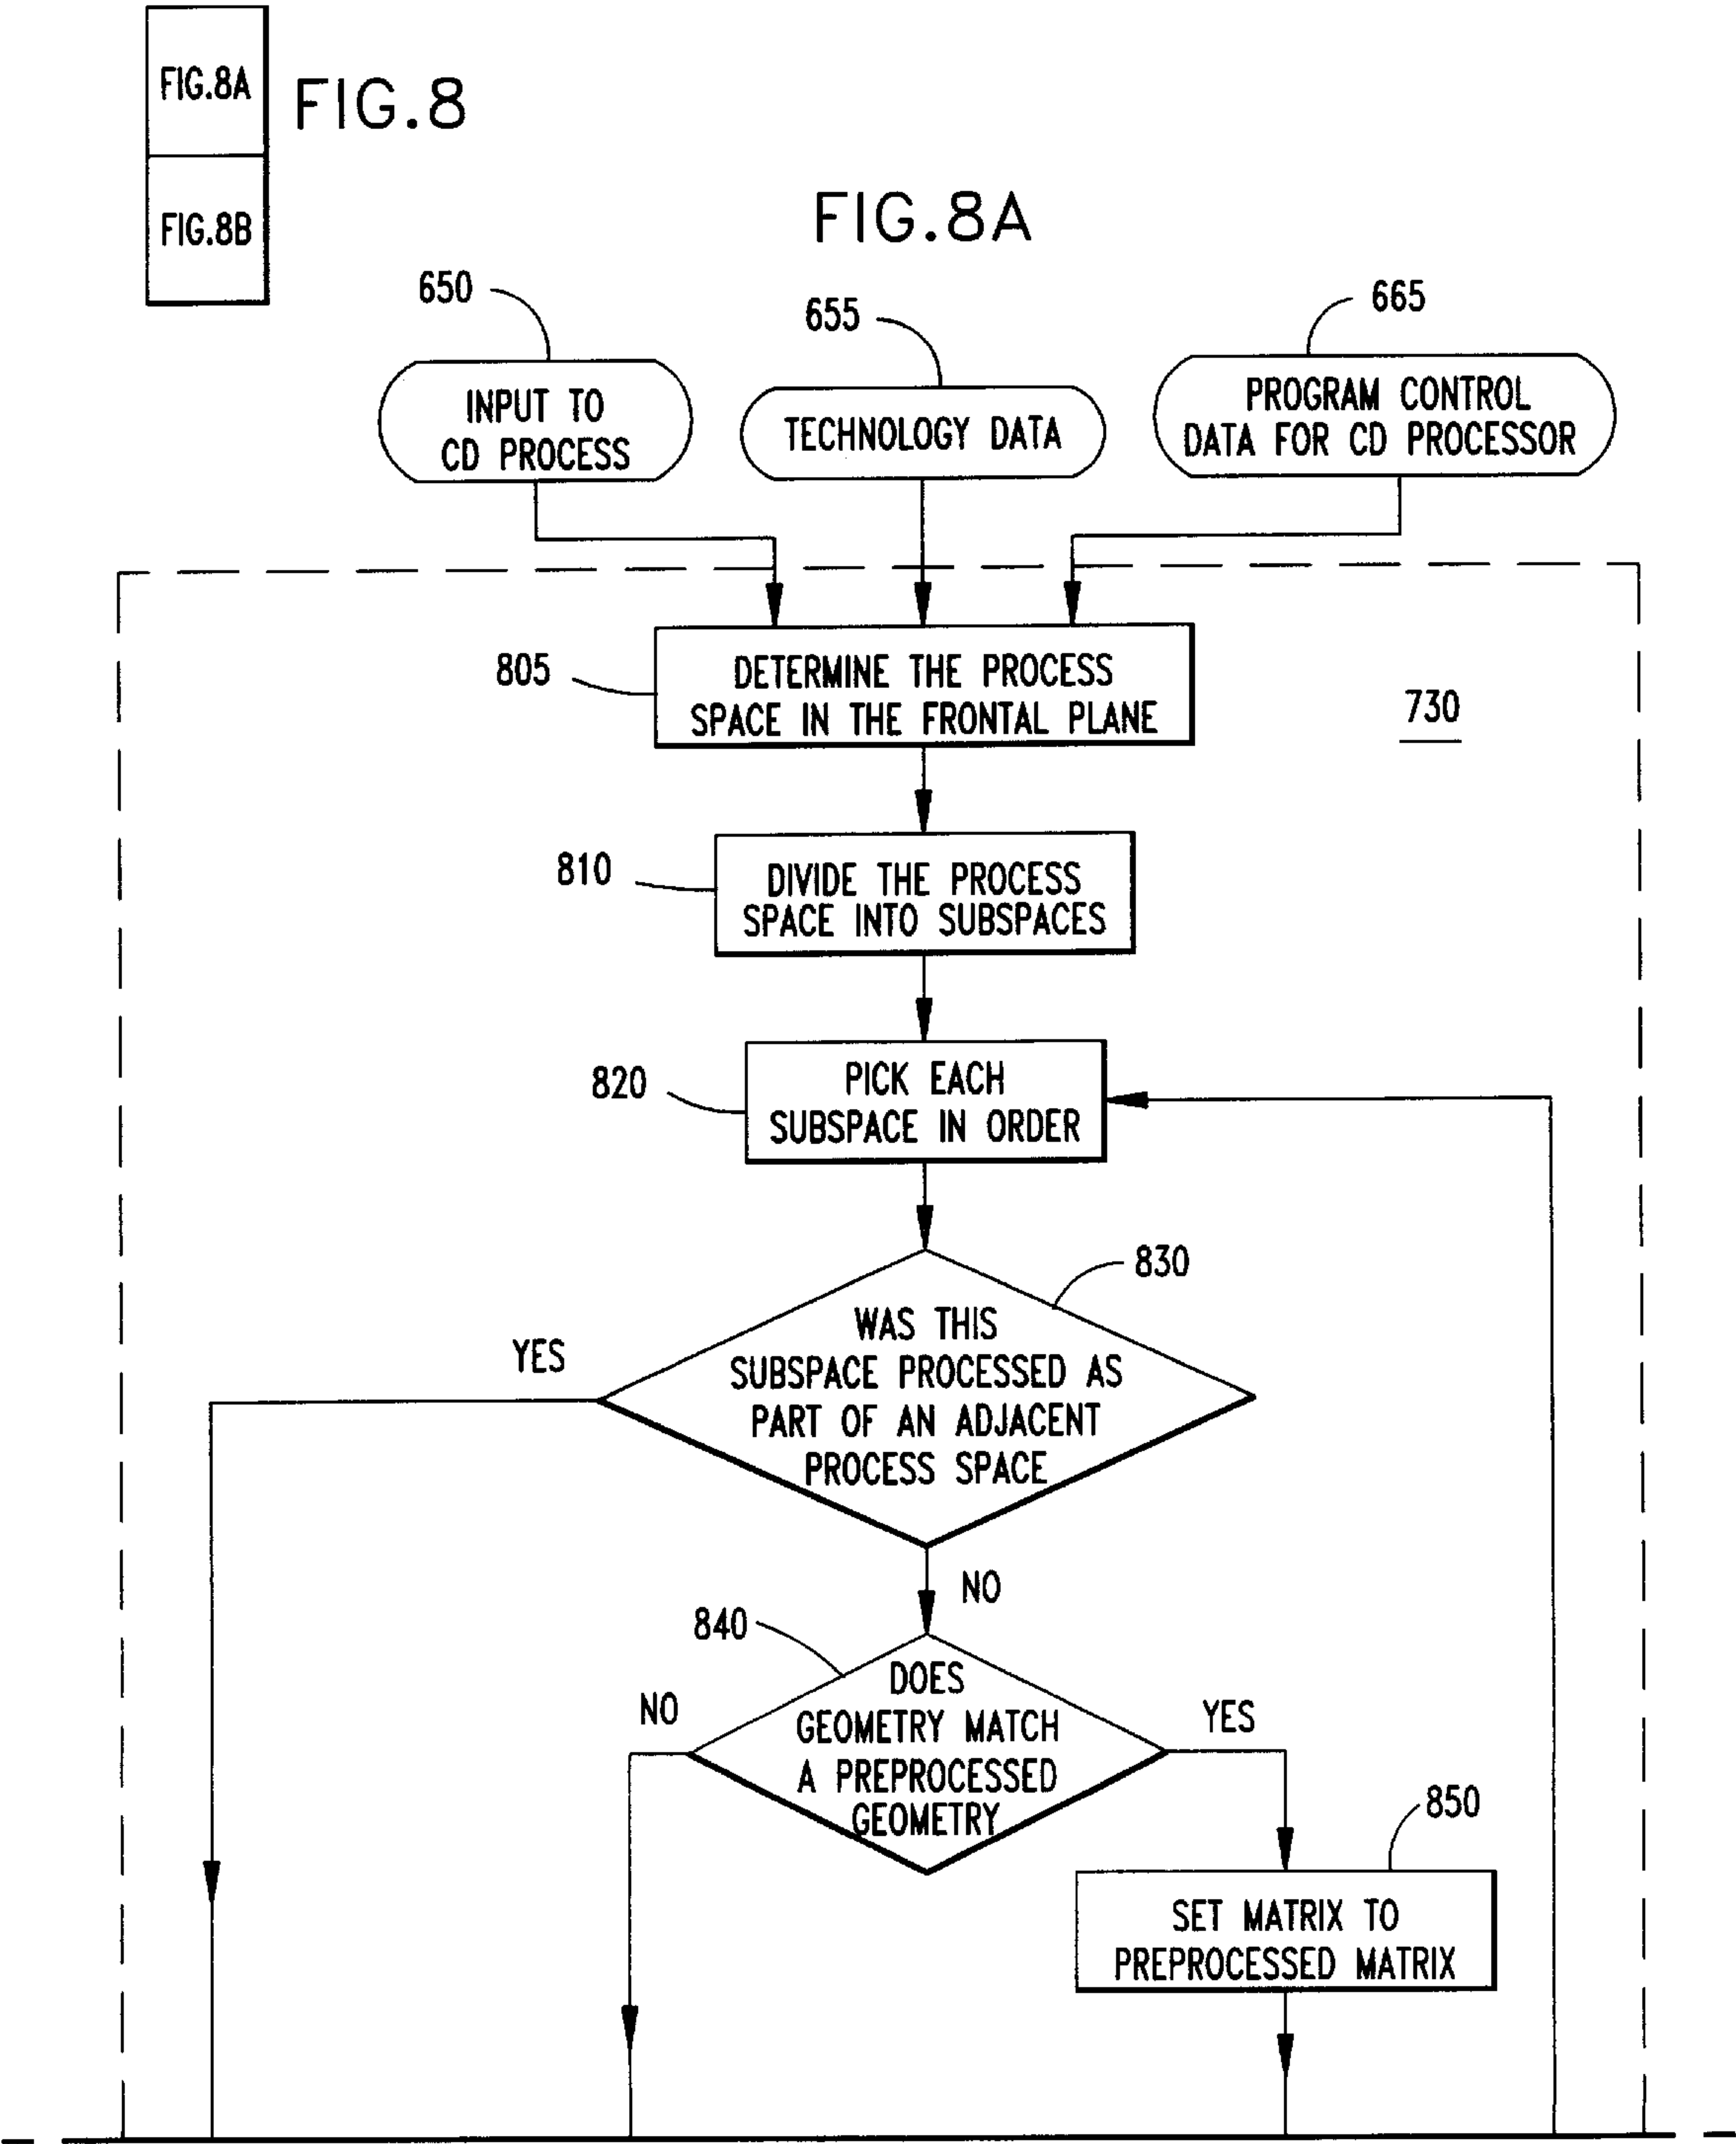 FIG.8A
FIG.8
FIG.8B
FIG.8A
650
655
665
INPUT TO
CD PROCESS
TECHNOLOGY DATA
PROGRAM CONTROL
DATA FOR CD PROCESSOR
805
DETERMINE THE PROCESS
SPACE IN THE FRONTAL PLANE
730
810
DIVIDE THE PROCESS
SPACE INTO SUBSPACES
820
PICK EACH
SUBSPACE IN ORDER
830
YES
WAS THIS
SUBSPACE PROCESSED AS
PART OF AN ADJACENT
PROCESS SPACE
NO
840
NO
DOES
GEOMETRY MATCH
A PREPROCESSED
GEOMETRY
YES
850
SET MATRIX TO
PREPROCESSED MATRIX